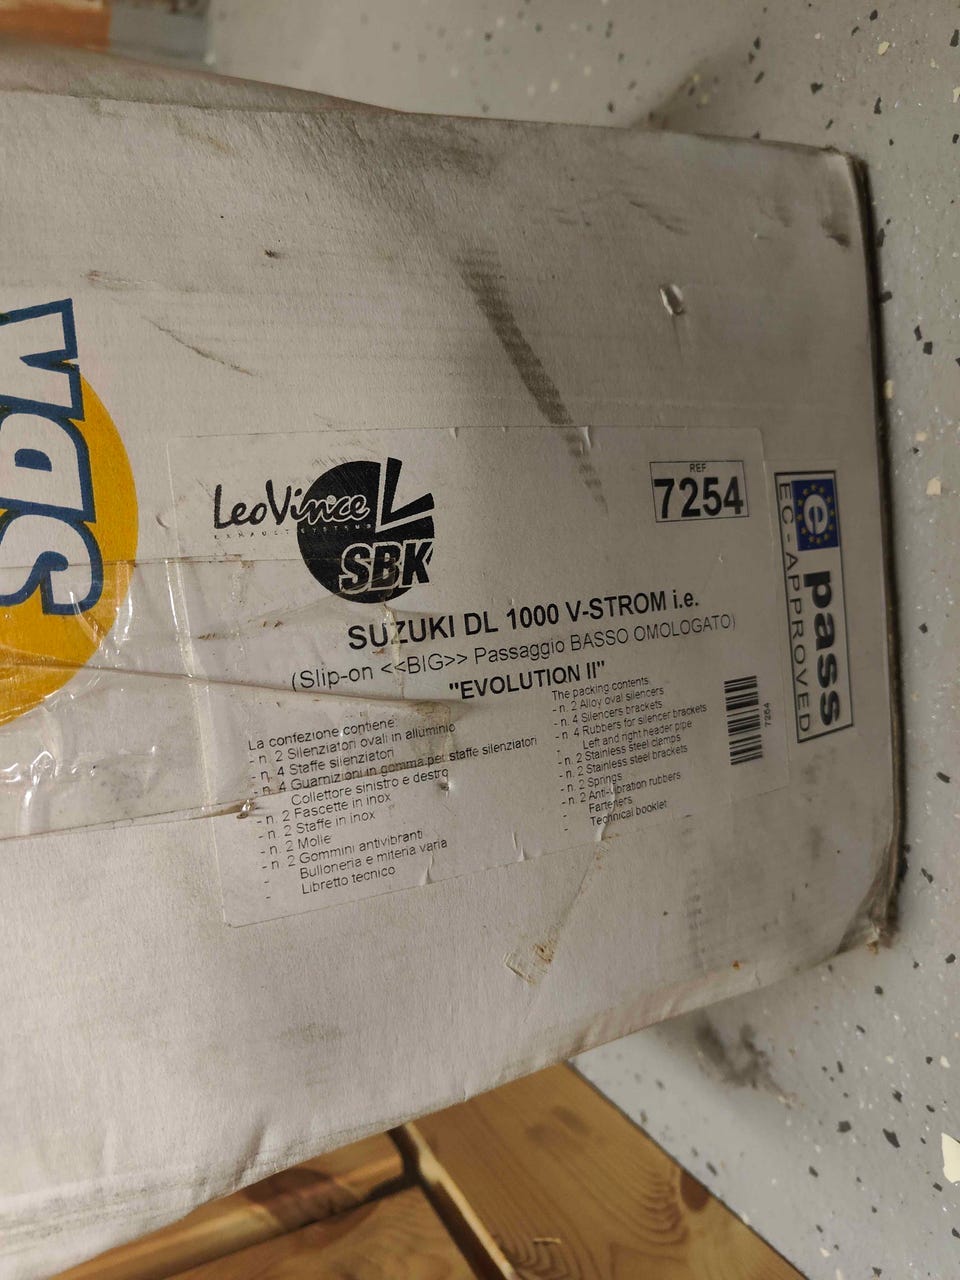 SBK
LeoVince
EXHAUST SYSTEMS
SBK
REF
7254
SUZUKI DL 1000 V-STROM i.e.
(Slip-on <<BIG>> Passaggio BASSO OMOLOGATO)
"EVOLUTION II"
La confezione contiene:
- n. 2 Silenziatori ovali in alluminio
- n. 4 Staffe silenziatori
- n. 4 Guarnizioni in gomma per staffe silenziatori
Collettore sinistro e destro
- n. 2 Fascette in inox
- n. 2 Staffe in inox
- n. 2 Molle
- n. 2 Gommini antivibranti
- Bulloneria e miteria varia
- Libretto tecnico
The packing contents
- n. 2 Alloy oval silencers
- n. 4 Silencers brackets
- n. 4 Rubbers for silencer brackets
Left and right header pipe
- n. 2 Stainless steel clamps
- n. 2 Stainless steel brackets
- n. 2 Springs
- n. 2 Anti-vibration rubbers
- Farteners
- Technical booklet
7254
e pass
EC-APPROVED